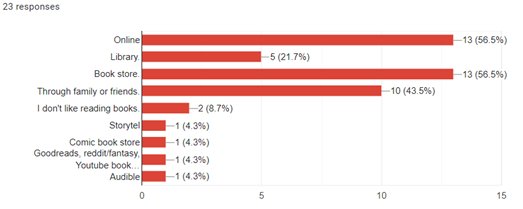 23 responses
Online 13 (56.5%)
Library. 5 (21.7%)
Book store. 13 (56.5%)
Through family or friends. 10 (43.5%)
I don't like reading books. 2 (8.7%)
Storytel 1 (4.3%)
Comic book store 1 (4.3%)
Goodreads, reddit/fantasy,
Youtube book… 1 (4.3%)
Audible 1 (4.3%)
0 5 10 15